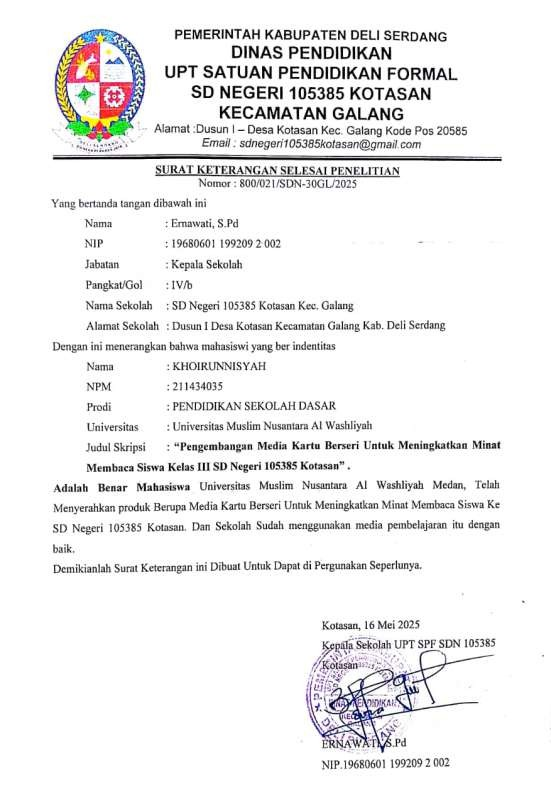 PEMERINTAH KABUPATEN DELI SERDANG
DINAS PENDIDIKAN
UPT SATUAN PENDIDIKAN FORMAL
SD NEGERI 105385 KOTASAN
KECAMATAN GALANG
Alamat :Dusun I – Desa Kotasan Kec. Galang Kode Pos 20585
Email : sdnegeri105385kotasan@gmail.com
SURAT KETERANGAN SELESAI PENELITIAN
Nomor : 800/021/SDN-30GL/2025
Yang bertanda tangan dibawah ini
Nama : Ernawati, S.Pd
NIP : 19680601 199209 2 002
Jabatan : Kepala Sekolah
Pangkat/Gol : IV/b
Nama Sekolah : SD Negeri 105385 Kotasan Kec. Galang
Alamat Sekolah : Dusun I Desa Kotasan Kecamatan Galang Kab. Deli Serdang
Dengan ini menerangkan bahwa mahasiswi yang ber indentitas
Nama : KHOIRUNNISYAH
NPM : 211434035
Prodi : PENDIDIKAN SEKOLAH DASAR
Universitas : Universitas Muslim Nusantara Al Washliyah
Judul Skripsi : “Pengembangan Media Kartu Berseri Untuk Meningkatkan Minat
Membaca Siswa Kelas III SD Negeri 105385 Kotasan” .
Adalah Benar Mahasiswa Universitas Muslim Nusantara Al Washliyah Medan, Telah
Menyerahkan produk Berupa Media Kartu Berseri Untuk Meningkatkan Minat Membaca Siswa Ke
SD Negeri 105385 Kotasan. Dan Sekolah Sudah menggunakan media pembelajaran itu dengan
baik.
Demikianlah Surat Keterangan ini Dibuat Untuk Dapat di Pergunakan Seperlunya.
Kotasan, 16 Mei 2025
Kepala Sekolah UPT SPF SDN 105385
Kotasan
ERNAWATI, S.Pd
NIP.19680601 199209 2 002